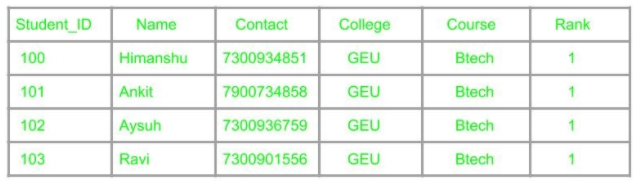 Student_ID Name Contact College Course Rank
100 Himanshu 7300934851 GEU Btech 1
101 Ankit 7900734858 GEU Btech 1
102 Aysuh 7300936759 GEU Btech 1
103 Ravi 7300901556 GEU Btech 1